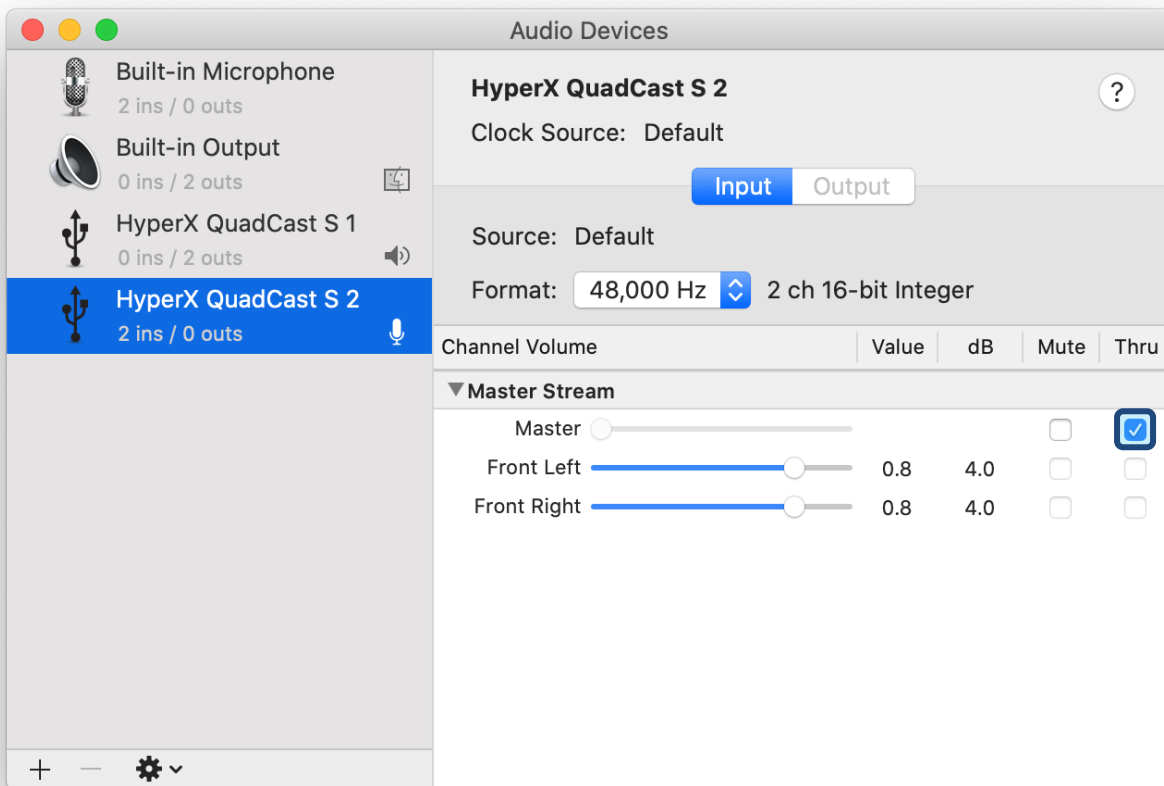 Audio Devices
Built-in Microphone
2 ins / 0 outs
Built-in Output
0 ins / 2 outs
HyperX QuadCast S 1
0 ins / 2 outs
HyperX QuadCast S 2
2 ins / 0 outs
HyperX QuadCast S 2
?
Clock Source: Default
Input Output
Source: Default
Format: 48,000 Hz 2 ch 16-bit Integer
Channel Volume Value dB Mute Thru
Master Stream
Master
Front Left 0.8 4.0
Front Right 0.8 4.0